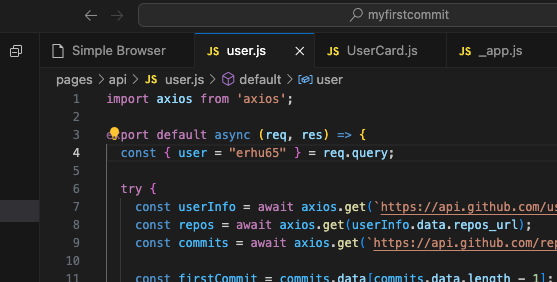 myfirstcommit
Simple Browser
JS user.js
JS UserCard.js
JS _app.js
pages > api > JS user.js > default > user
1 import axios from 'axios';
2
3 export default async (req, res) => {
4 const { user = "erhu65" } = req.query;
5
6 try {
7 const userInfo = await axios.get(`https://api.github.com/us
8 const repos = await axios.get(userInfo.data.repos_url);
9 const commits = await axios.get(`https://api.github.com/rep
10
11 const firstCommit = commits.data[commits.data.length - 1];